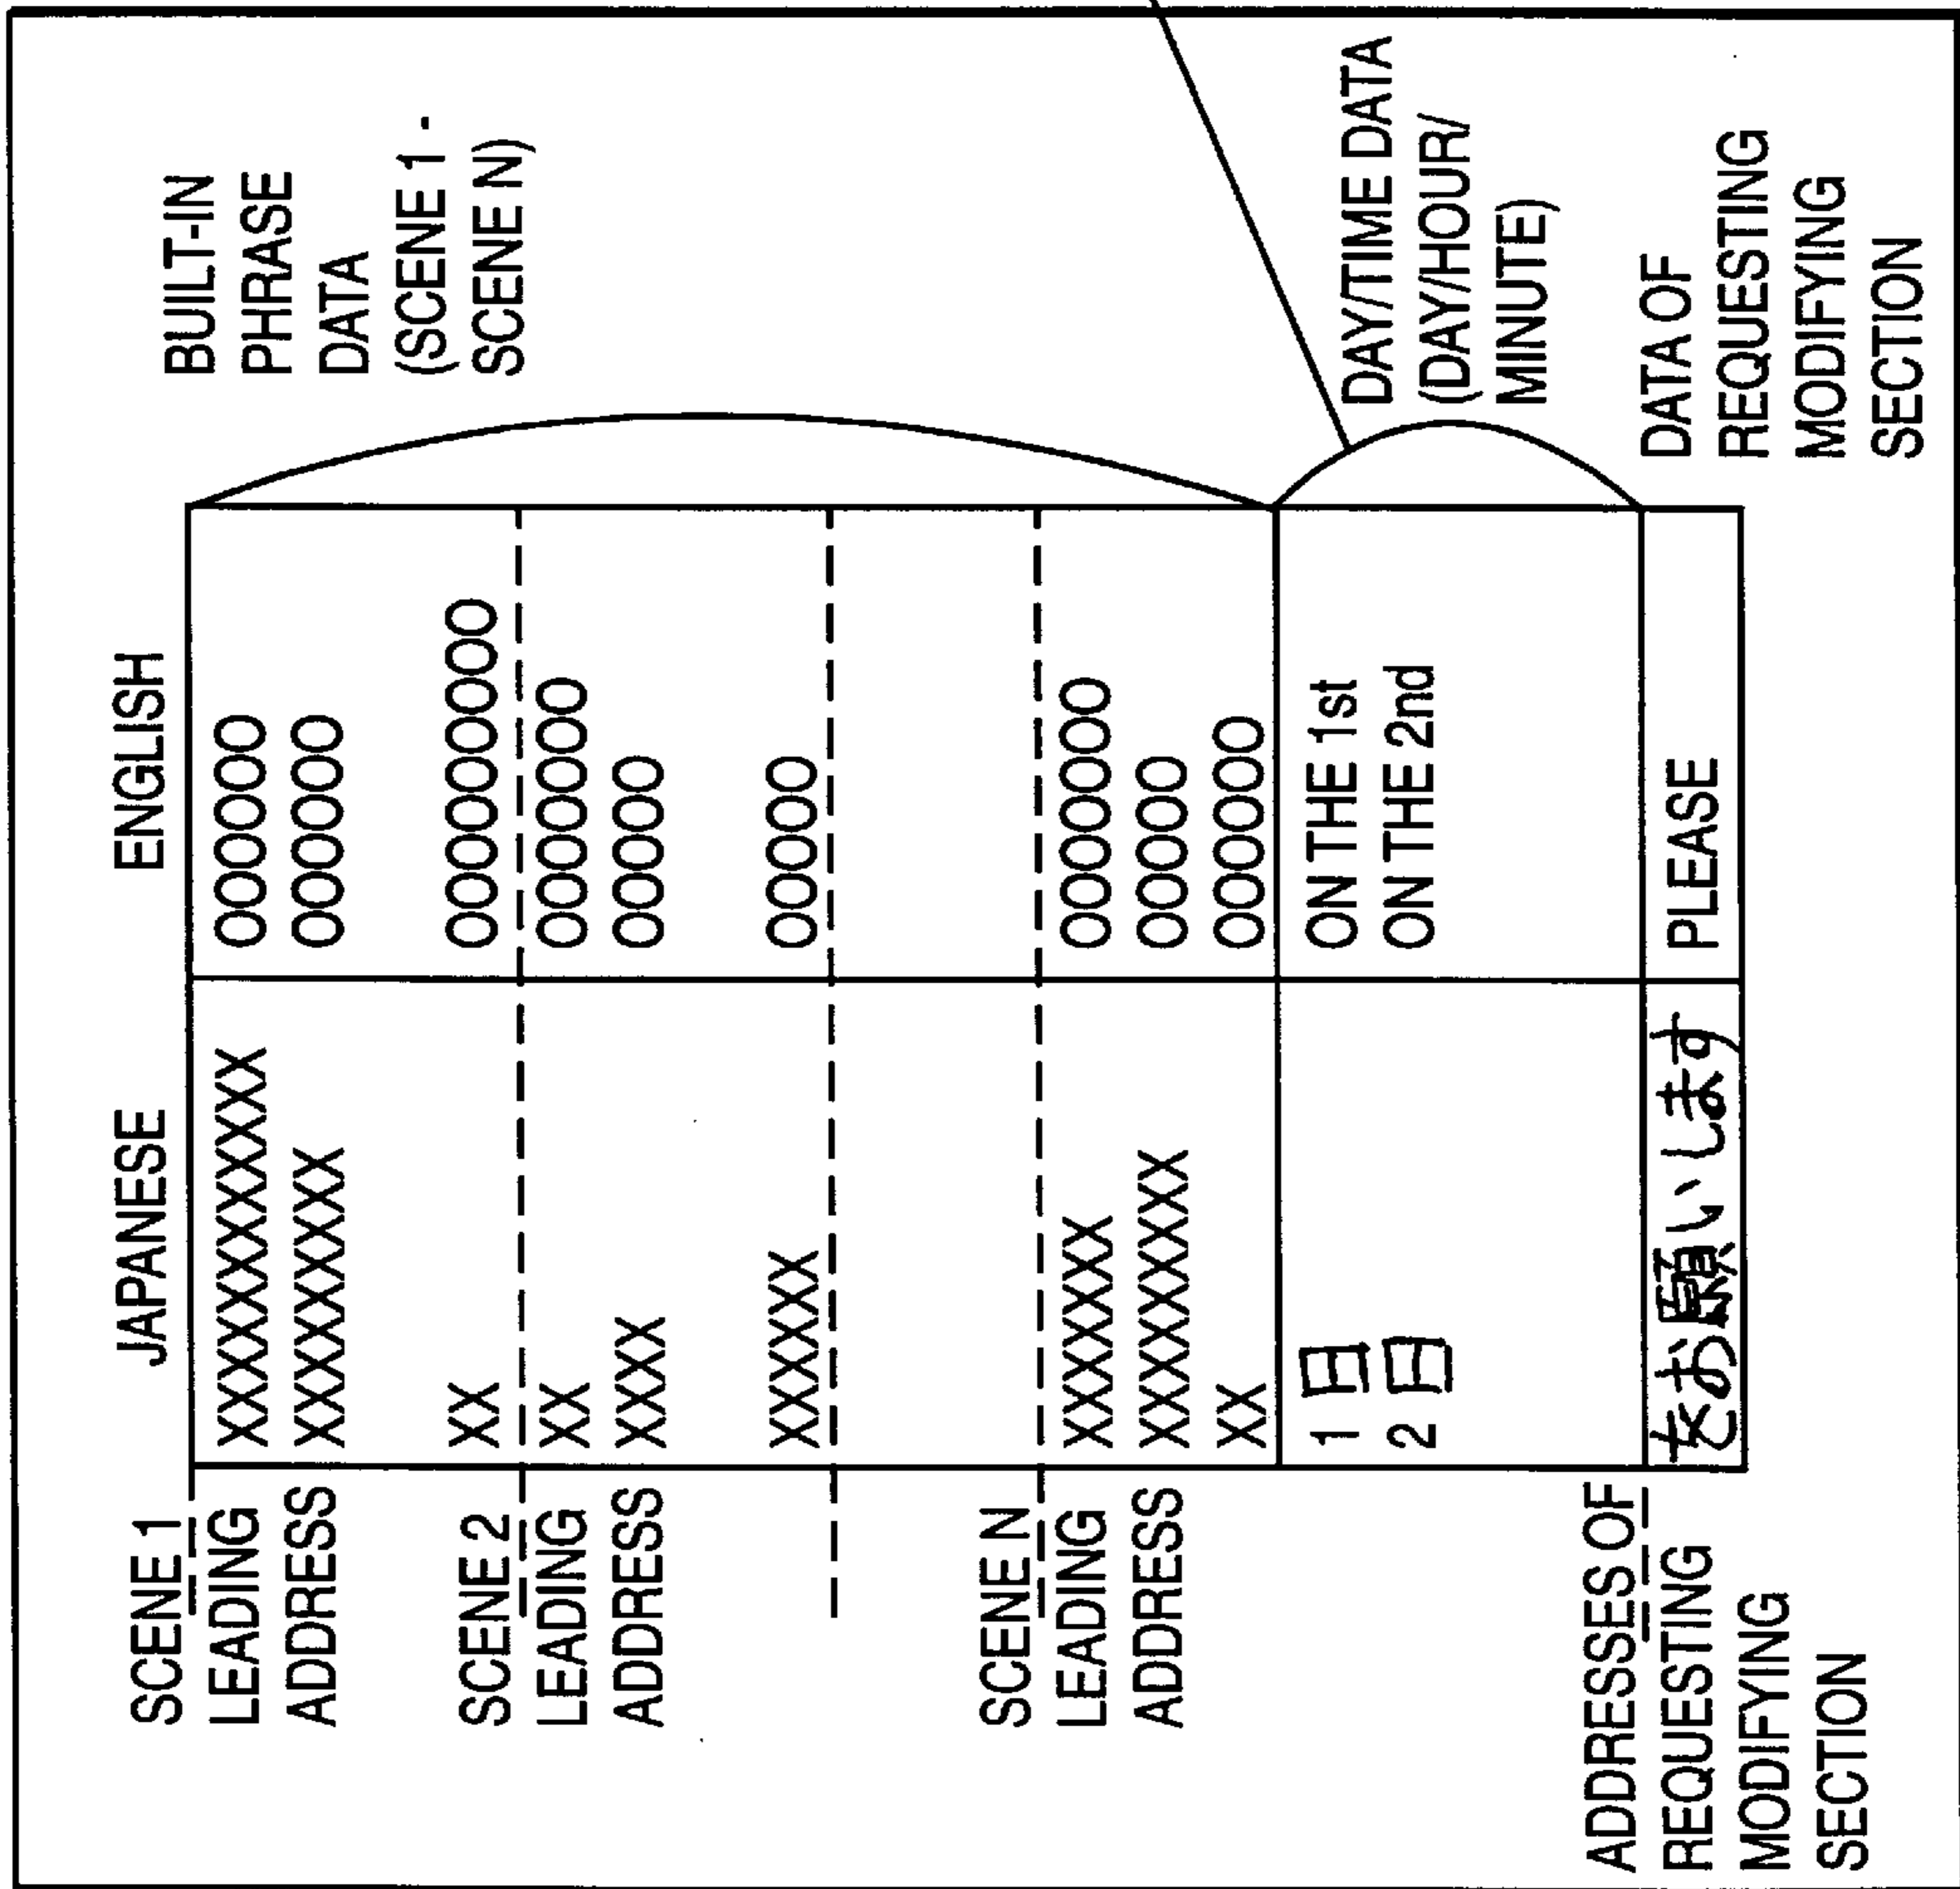 JAPANESE ENGLISH
SCENE 1
LEADING
ADDRESS
XXXXXXXXXXXX OOOOOO
XXXXXXXXX OOOOOO
XX OOOOOOOOO
SCENE 2
LEADING
ADDRESS
XX OOOOOOO
XXXX OOOOO
XXXXXX OOOOO
SCENE N
LEADING
ADDRESS
XXXXXXX OOOOOOO
XXXXXXXXX OOOOO
XX OOOOOO
1日 ON THE 1st
2日 ON THE 2nd
ADDRESSES OF
REQUESTING
MODIFYING
SECTION
をお願いします PLEASE
BUILT-IN
PHRASE
DATA
(SCENE 1 -
SCENE N)
DAY/TIME DATA
(DAY/HOUR/
MINUTE)
DATA OF
REQUESTING
MODIFYING
SECTION